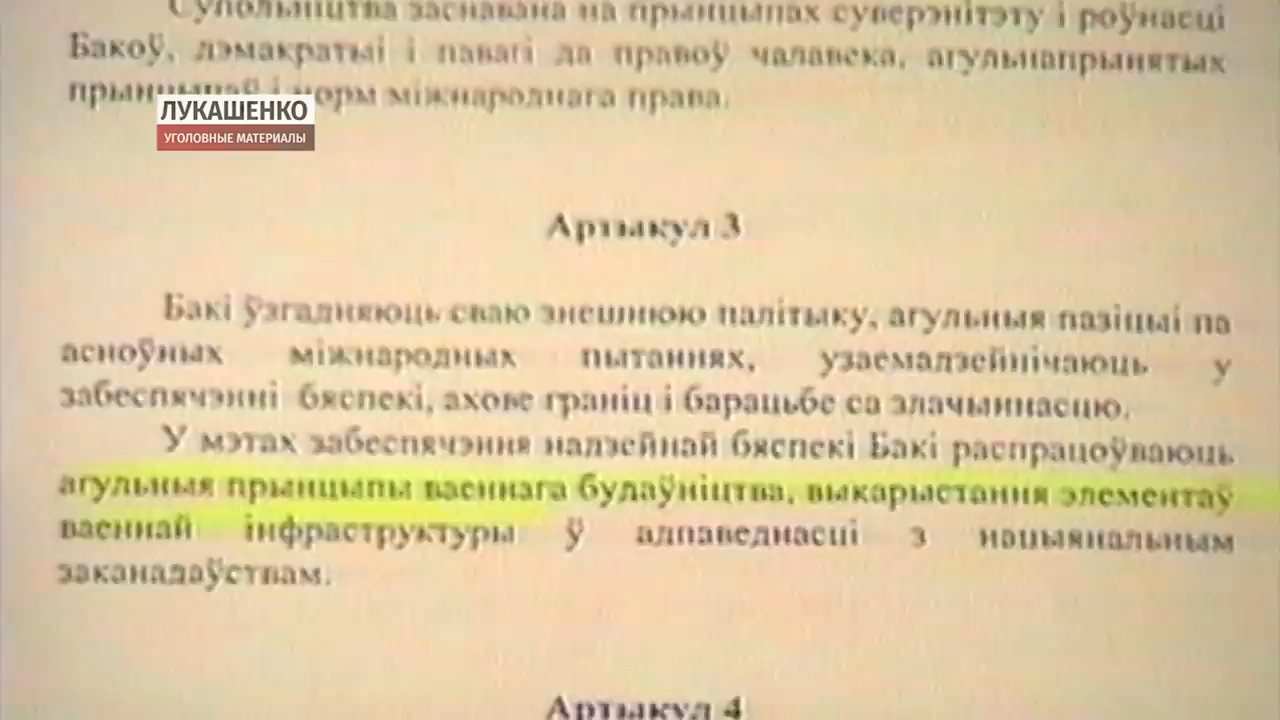 Супольніцтва заснавана на прынцыпах суверэнітэту і роўнасці
Бакоў, дэмакратыі і павагі да правоў чалавека, агульнапрынятых
прынцыпаў і норм міжнароднага права.
ЛУКАШЕНКО
УГОЛОВНЫЕ МАТЕРИАЛЫ
Артыкул 3
Бакі ўзгадняюць сваю знешнюю палітыку, агульныя пазіцыі па
асноўных міжнародных пытаннях, узаемадзейнічаюць у
забеспячэнні бяспекі, ахове граніц і барацьбе са злачыннасцю.
У мэтах забеспячэння надзейнай бяспекі Бакі распрацоўваюць
агульныя прынцыпы ваеннага будаўніцтва, выкарыстання элементаў
ваеннай інфраструктуры ў адпаведнасці з нацыянальным
заканадаўствам.
Артыкул 4